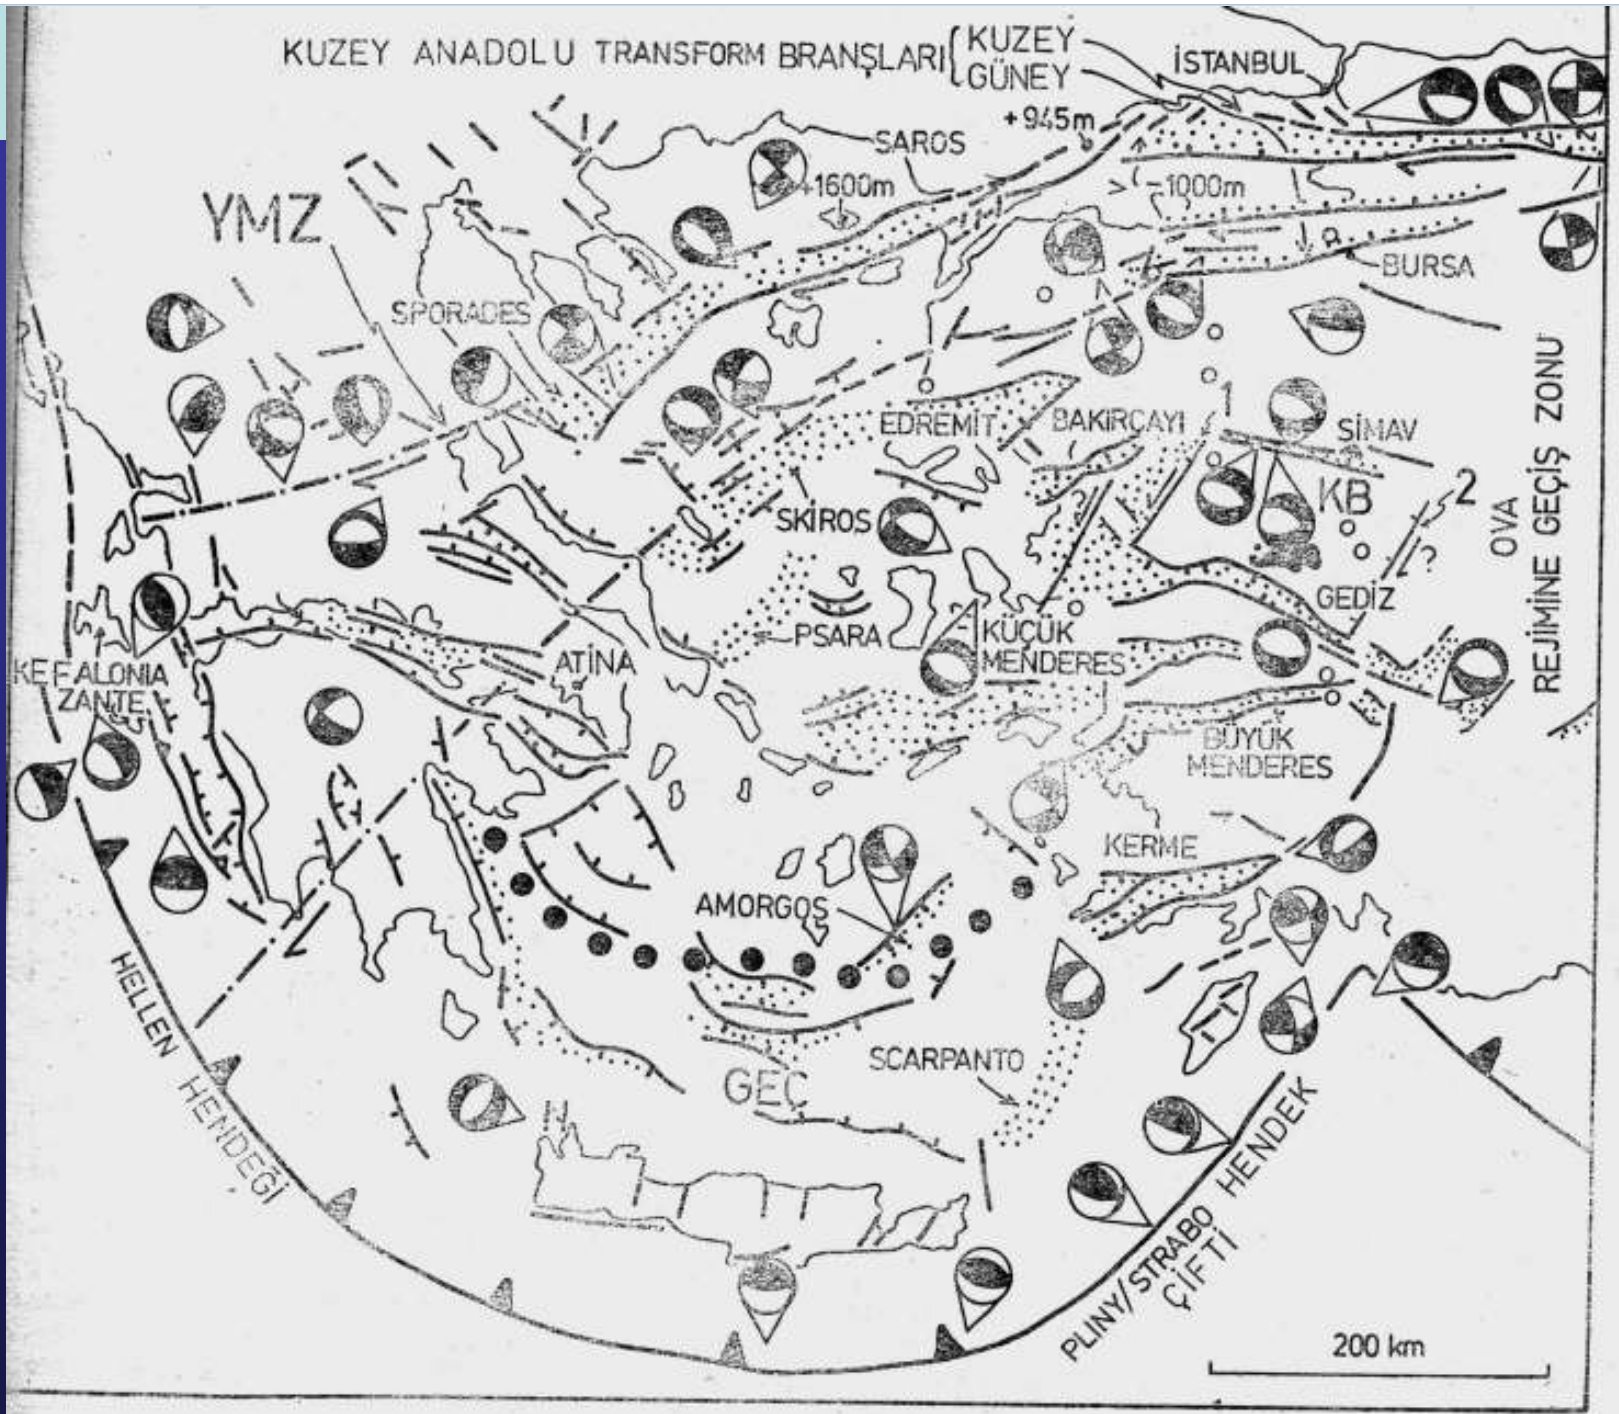 KUZEY ANADOLU TRANSFORM BRANŞLARI { KUZEY
GÜNEY
İSTANBUL
+945m
SAROS
+1600m
-1000m
YMZ
BURSA
SPORADES
EDREMİT
BAKIRÇAYI
1
SİMAV
KB
2
SKİROS
?
?
GEDİZ
OVA
REJİMİNE GEÇİŞ ZONU
PSARA
KÜÇÜK
MENDERES
ATİNA
KEFALONIA
ZANTE
BÜYÜK
MENDERES
KERME
AMORGOS
HELLEN HENDEĞİ
SCARPANTO
GEÇ
PLINY/STRABO HENDEK
ÇİFTİ
200 km